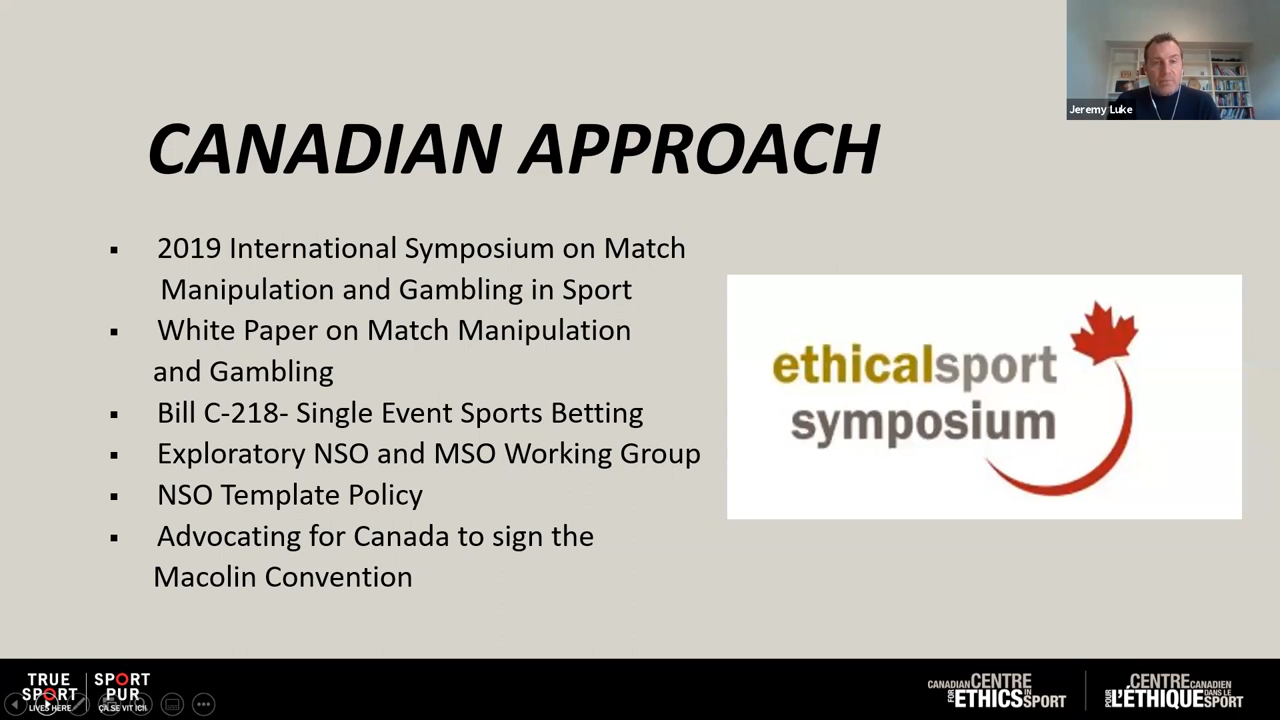 Jeremy Luke
CANADIAN APPROACH
▪ 2019 International Symposium on Match
Manipulation and Gambling in Sport
▪ White Paper on Match Manipulation
and Gambling
▪ Bill C-218- Single Event Sports Betting
▪ Exploratory NSO and MSO Working Group
▪ NSO Template Policy
▪ Advocating for Canada to sign the
Macolin Convention
ethicalsport
symposium
TRUE
SPORT
LIVES HERE
SPORT
PUR
ÇA SE VIT ICI.
CANADIAN CENTRE
FOR ETHICS IN SPORT
CENTRE CANADIEN
POUR L'ÉTHIQUE DANS LE SPORT